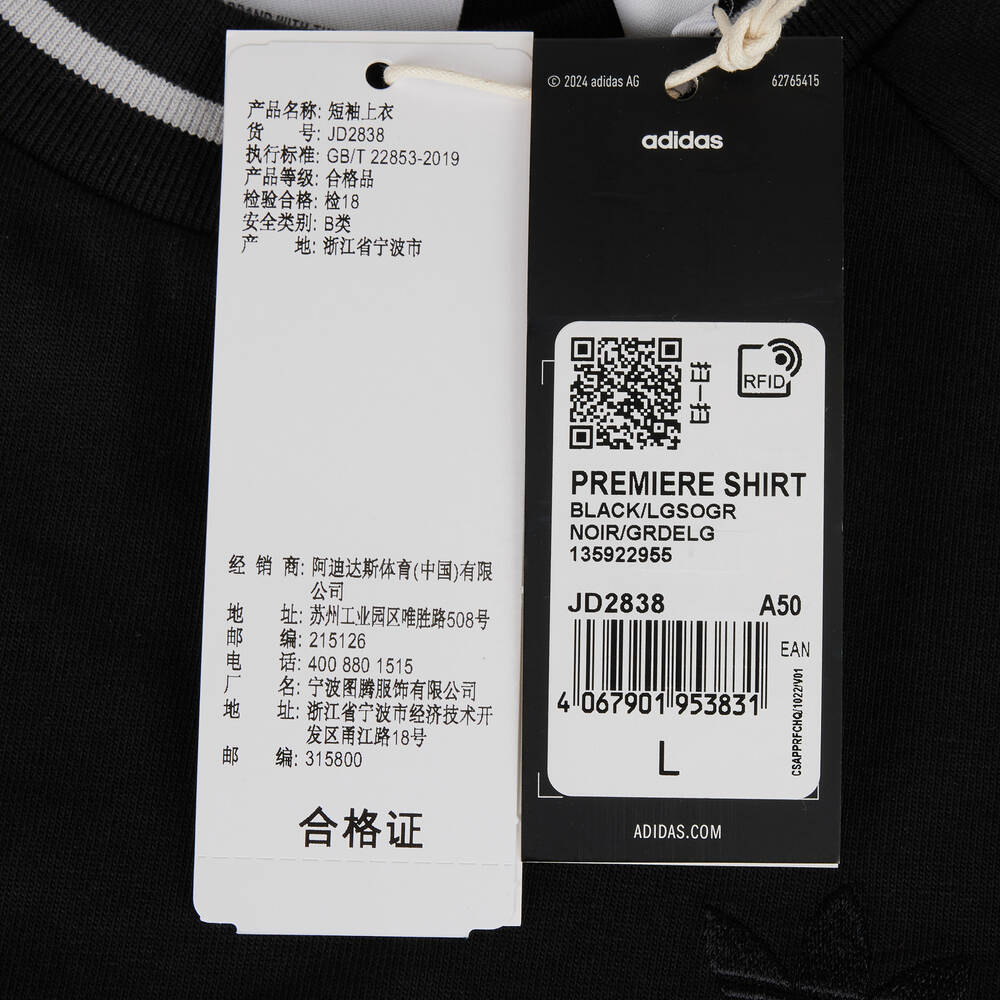 BRAND WITH THE
产品名称: 短袖上衣
货 号: JD2838
执行标准: GB/T 22853-2019
产品等级: 合格品
检验合格: 检18
安全类别: B类
产 地: 浙江省宁波市
经 销 商: 阿迪达斯体育(中国)有限
公司
地 址: 苏州工业园区唯胜路508号
邮 编: 215126
电 话: 400 880 1515
厂 名: 宁波图腾服饰有限公司
地 址: 浙江省宁波市经济技术开
发区甬江路18号
邮 编: 315800
合格证
© 2024 adidas AG 62765415
adidas
扫一扫
RFID
PREMIERE SHIRT
BLACK/LGSOGR
NOIR/GRDELG
135922955
JD2838 A50
EAN
4 067901 953831
CSAPPRFCHQ/1022/V01
L
ADIDAS.COM